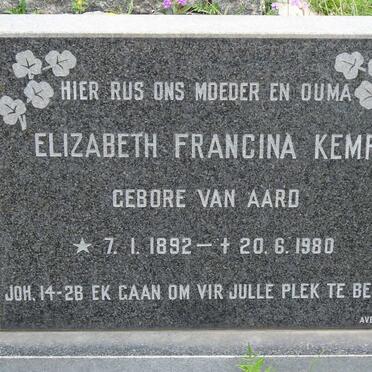 HIER RUS ONS MOEDER EN OUMA
ELIZABETH FRANCINA KEMP
GEBORE VAN AARD
★ 7. 1. 1892 – ✝ 20. 6. 1980
JOH. 14-2B EK GAAN OM VIR JULLE PLEK TE BE
AVB